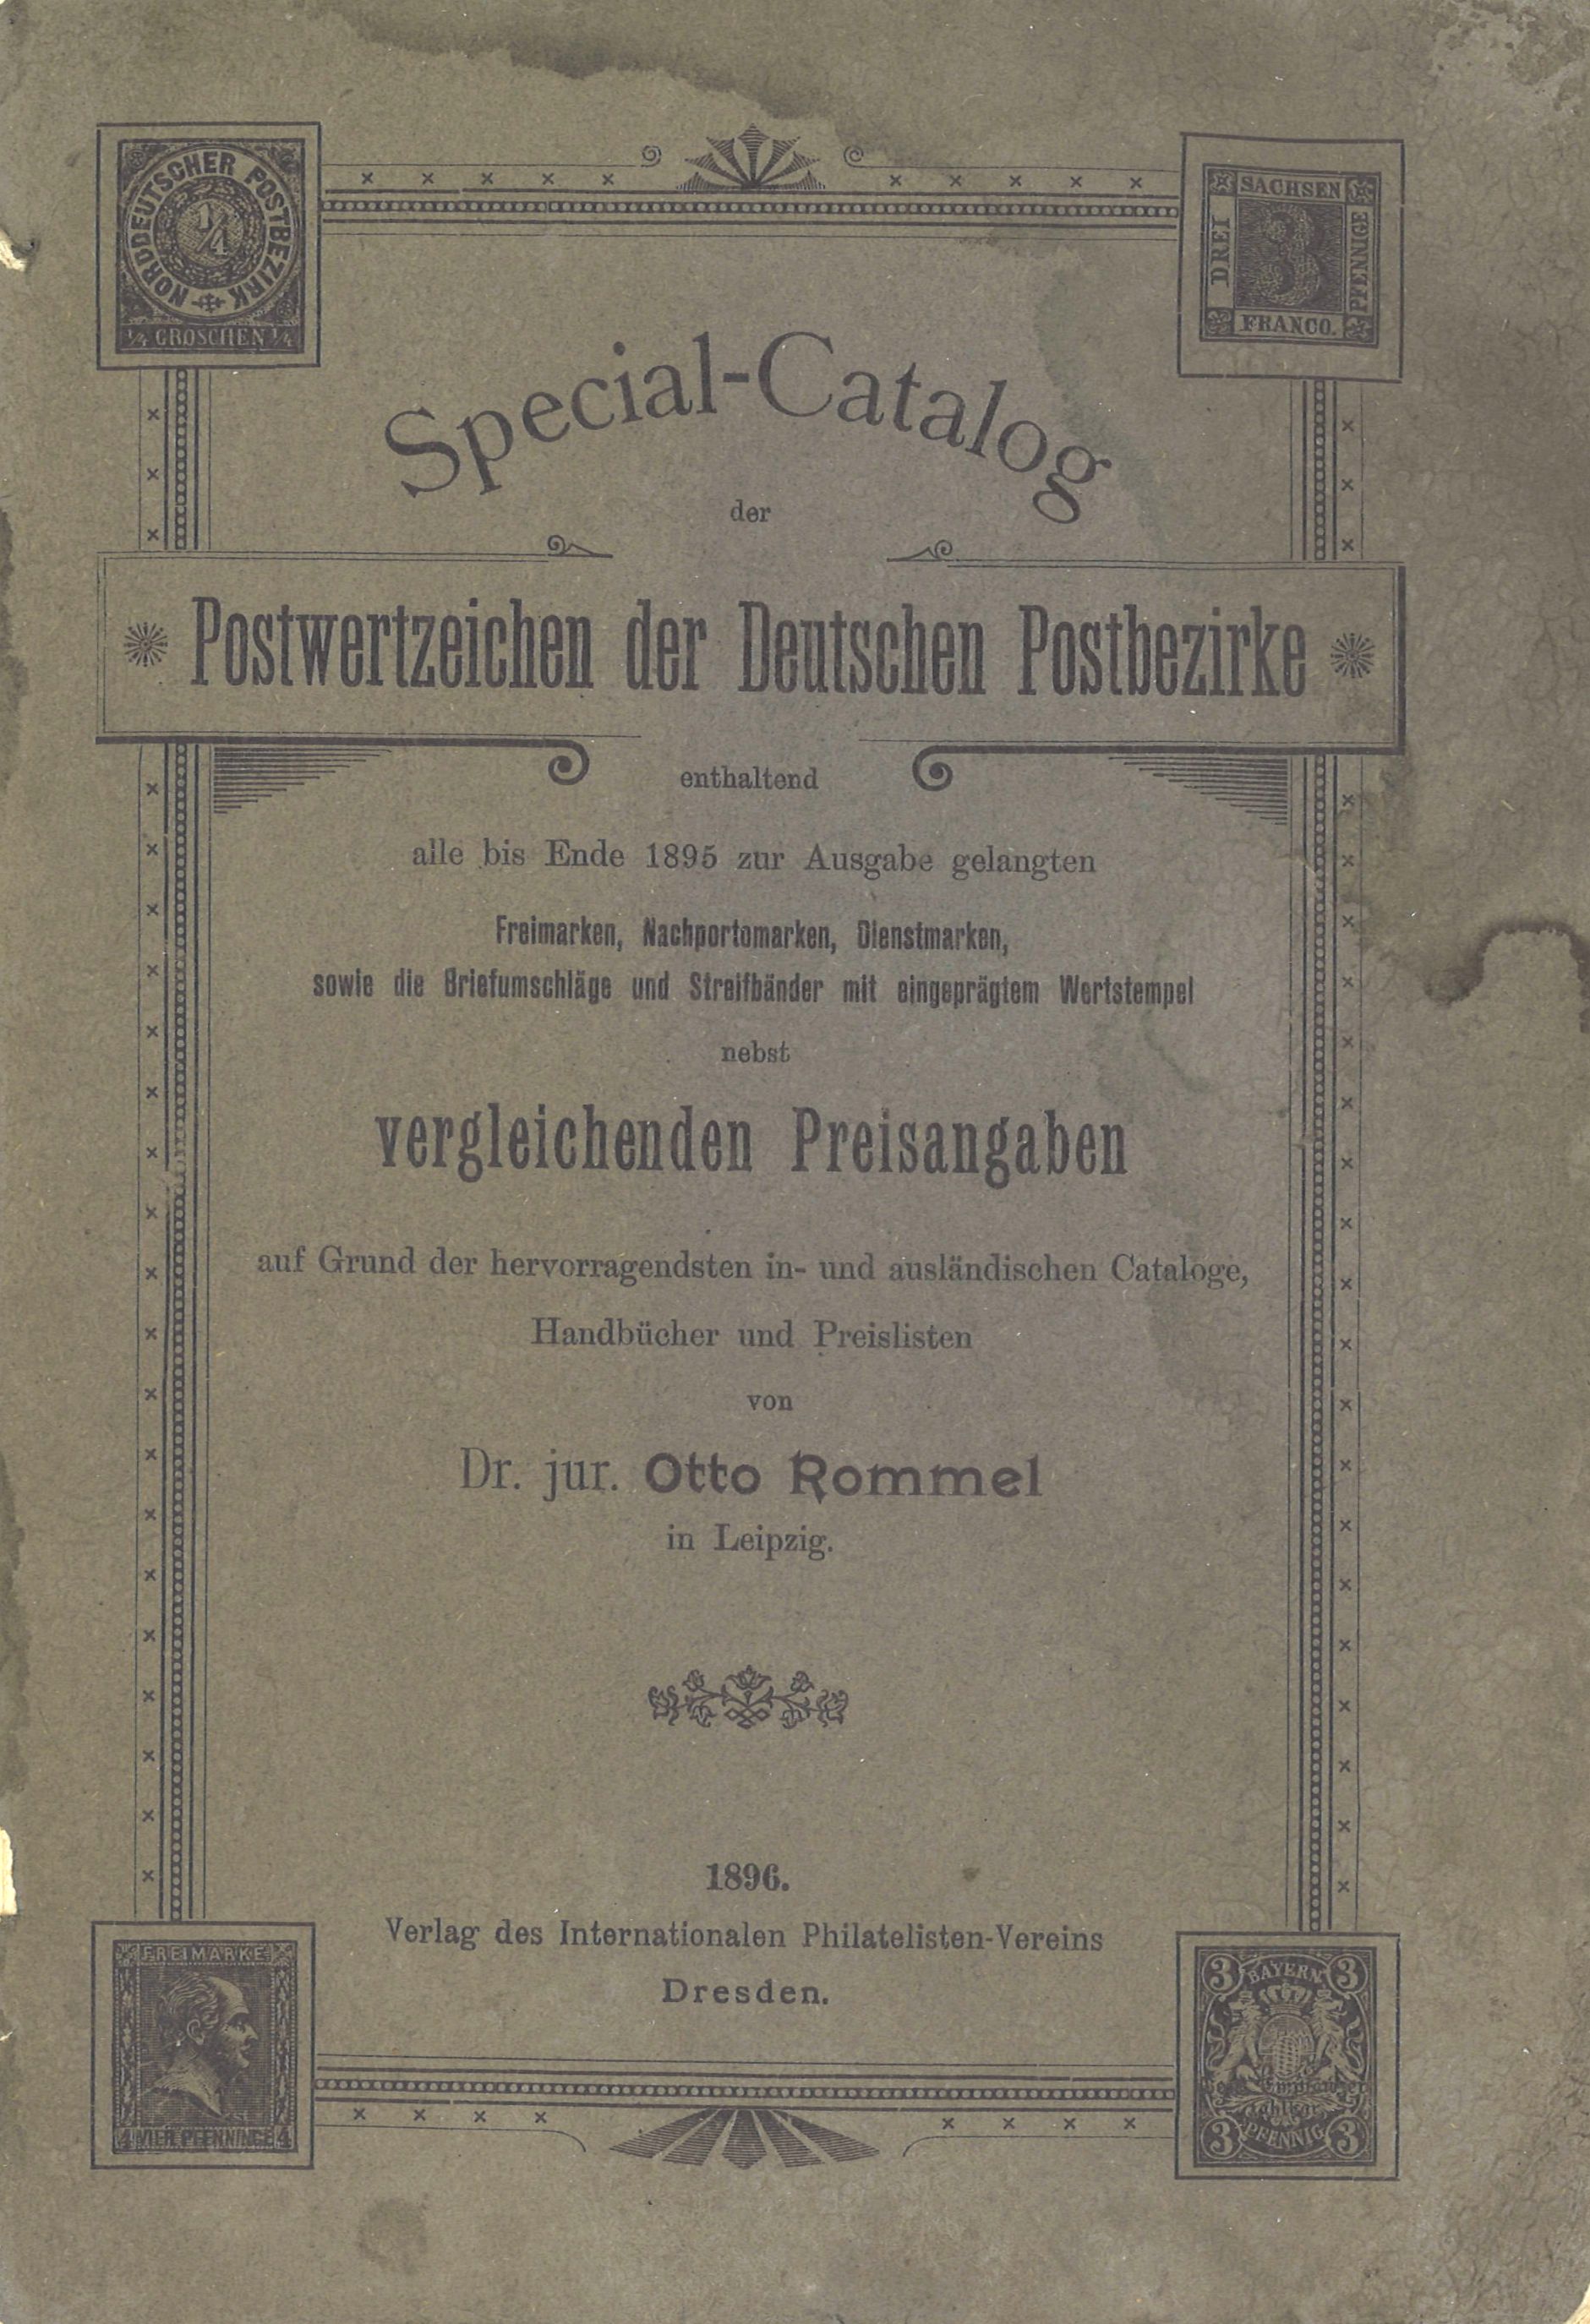 NORDDEUTSCHER POSTBEZIRK
1/4
1/4 GROSCHEN 1/4
SACHSEN
DREI
3
PFENNIGE
FRANCO.
Special-Catalog
der
Postwertzeichen der Deutschen Postbezirke
enthaltend
alle bis Ende 1895 zur Ausgabe gelangten
Freimarken, Nachportomarken, Dienstmarken,
sowie die Briefumschläge und Streifbänder mit eingeprägtem Wertstempel
nebst
vergleichenden Preisangaben
auf Grund der hervorragendsten in- und ausländischen Cataloge,
Handbücher und Preislisten
von
Dr. jur. Otto Rommel
in Leipzig.
1896.
Verlag des Internationalen Philatelisten-Vereins
Dresden.
FREIMARKE
4 VIER PFENNINGE 4
3 BAYERN 3
Empfänger
zahlbar
3 PFENNIG 3